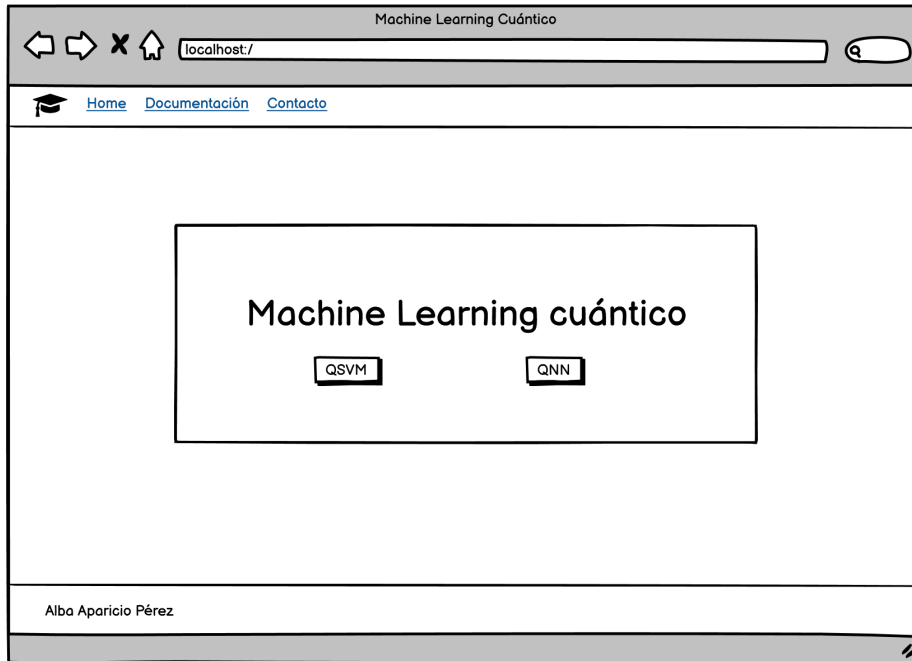 Machine Learning Cuántico
localhost:/
Home Documentación Contacto
Machine Learning cuántico
QSVM QNN
Alba Aparicio Pérez